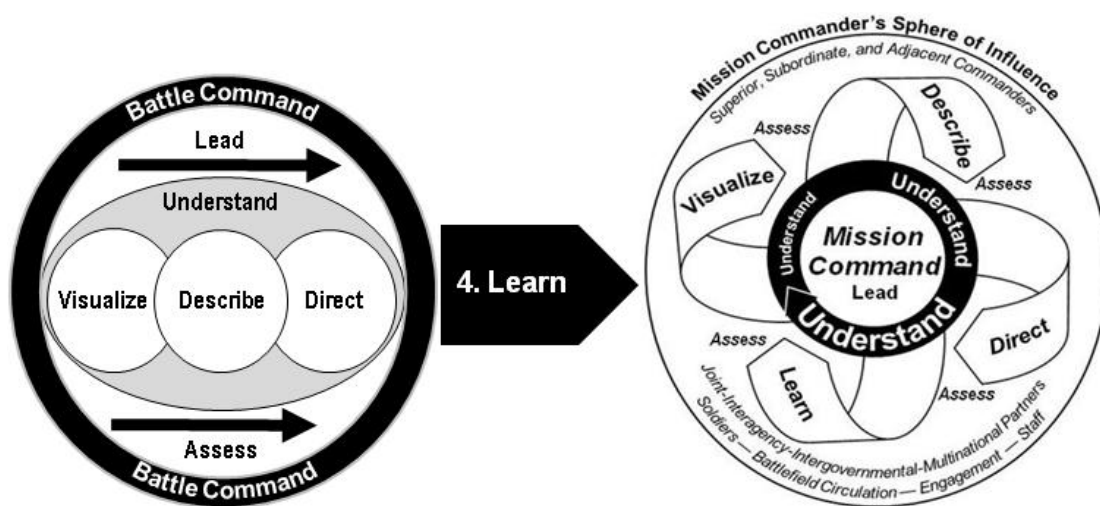 Battle Command
Lead
Understand
Visualize
Describe
Direct
Assess
Battle Command
4. Learn
Mission Commander's Sphere of Influence
Superior, Subordinate, and Adjacent Commanders
Describe
Assess
Assess
Visualize
Understand
Understand
Mission
Command
Lead
Understand
Direct
Assess
Assess
Learn
Joint-Interagency-Intergovernmental-Multinational Partners
Soldiers — Battlefield Circulation — Engagement — Staff